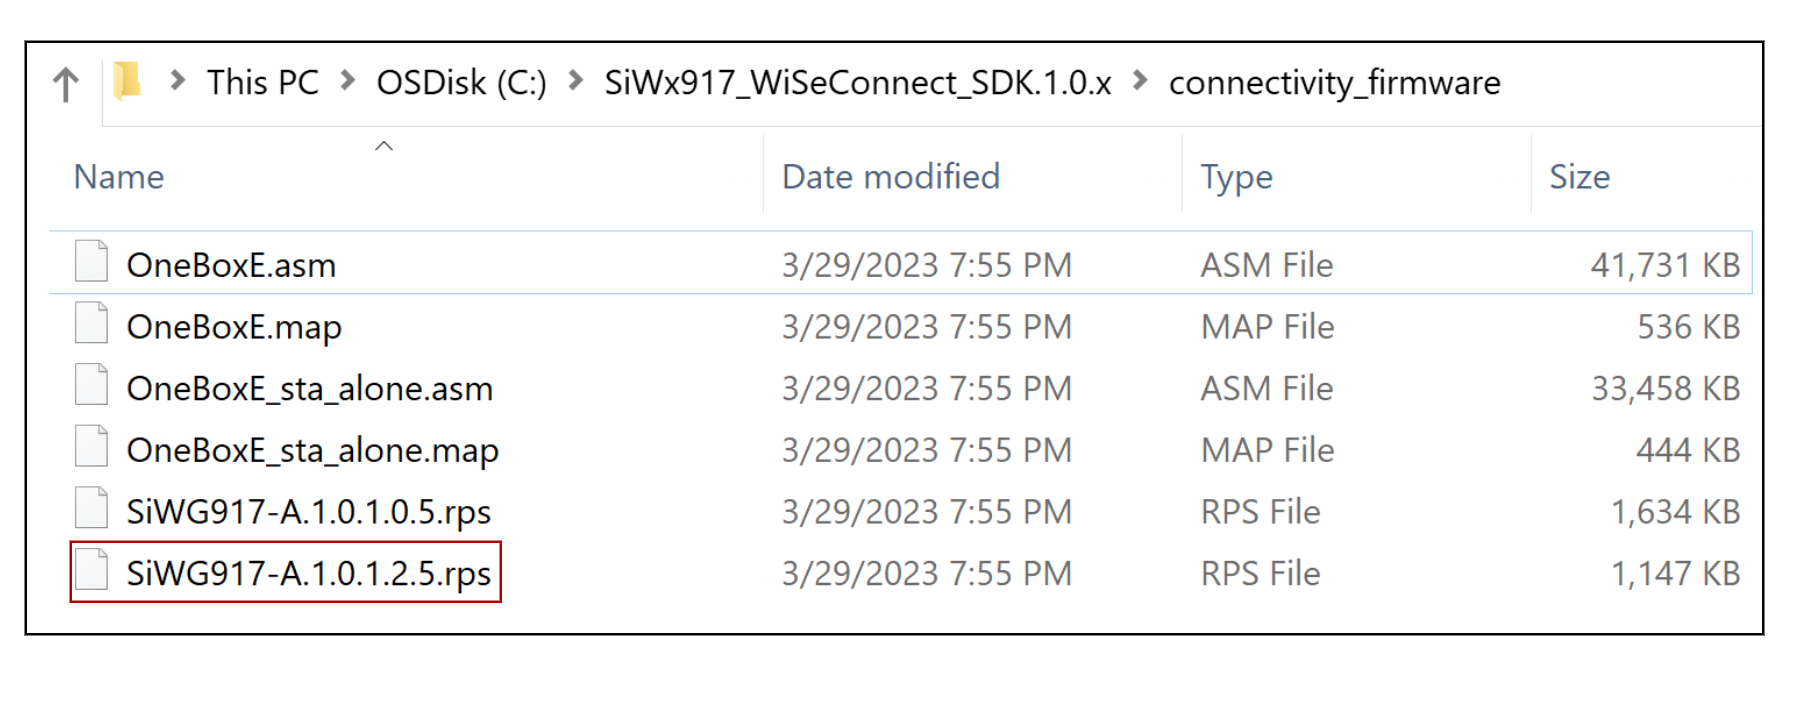 This PC > OSDisk (C:) > SiWx917_WiSeConnect_SDK.1.0.x > connectivity_firmware
Name Date modified Type Size
OneBoxE.asm 3/29/2023 7:55 PM ASM File 41,731 KB
OneBoxE.map 3/29/2023 7:55 PM MAP File 536 KB
OneBoxE_sta_alone.asm 3/29/2023 7:55 PM ASM File 33,458 KB
OneBoxE_sta_alone.map 3/29/2023 7:55 PM MAP File 444 KB
SiWG917-A.1.0.1.0.5.rps 3/29/2023 7:55 PM RPS File 1,634 KB
SiWG917-A.1.0.1.2.5.rps 3/29/2023 7:55 PM RPS File 1,147 KB